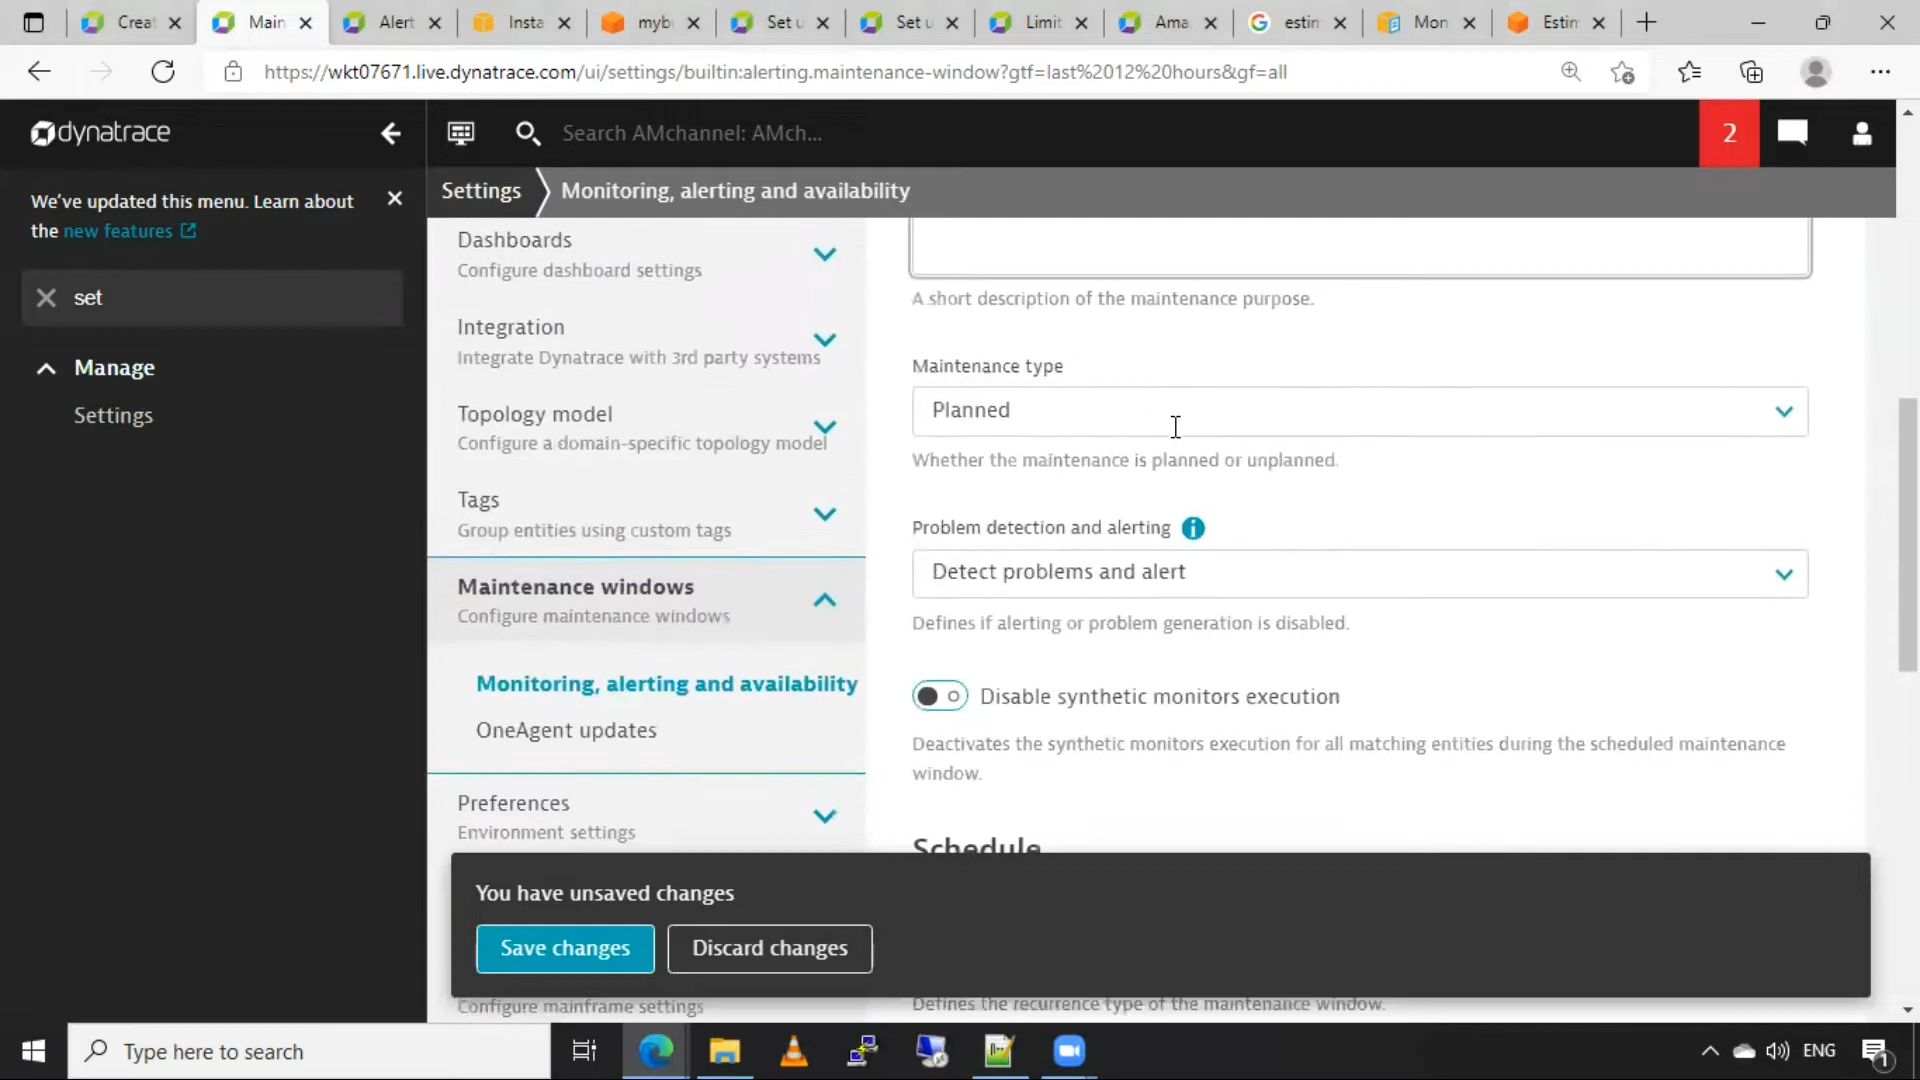 Creat
Main
Alert
Insta
mybu
Set u
Set u
Limit
Ama
estim
Mon
Estim
https://wkt07671.live.dynatrace.com/ui/settings/builtin:alerting.maintenance-window?gtf=last%2012%20hours&gf=all
dynatrace
Search AMchannel: AMch...
2
We've updated this menu. Learn about
the new features
set
Manage
Settings
Settings
Monitoring, alerting and availability
Dashboards
Configure dashboard settings
Integration
Integrate Dynatrace with 3rd party systems
Topology model
Configure a domain-specific topology model
Tags
Group entities using custom tags
Maintenance windows
Configure maintenance windows
Monitoring, alerting and availability
OneAgent updates
Preferences
Environment settings
Configure mainframe settings
A short description of the maintenance purpose.
Maintenance type
Planned
Whether the maintenance is planned or unplanned.
Problem detection and alerting
Detect problems and alert
Defines if alerting or problem generation is disabled.
Disable synthetic monitors execution
Deactivates the synthetic monitors execution for all matching entities during the scheduled maintenance
window.
Schedule
Defines the recurrence type of the maintenance window.
You have unsaved changes
Save changes
Discard changes
Type here to search
ENG
1